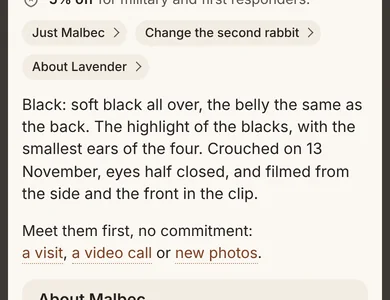 5% off for military and first responders.
Just Malbec
Change the second rabbit
About Lavender
Black: soft black all over, the belly the same as
the back. The highlight of the blacks, with the
smallest ears of the four. Crouched on 13
November, eyes half closed, and filmed from
the side and the front in the clip.
Meet them first, no commitment:
a visit, a video call or new photos.
About Malbec